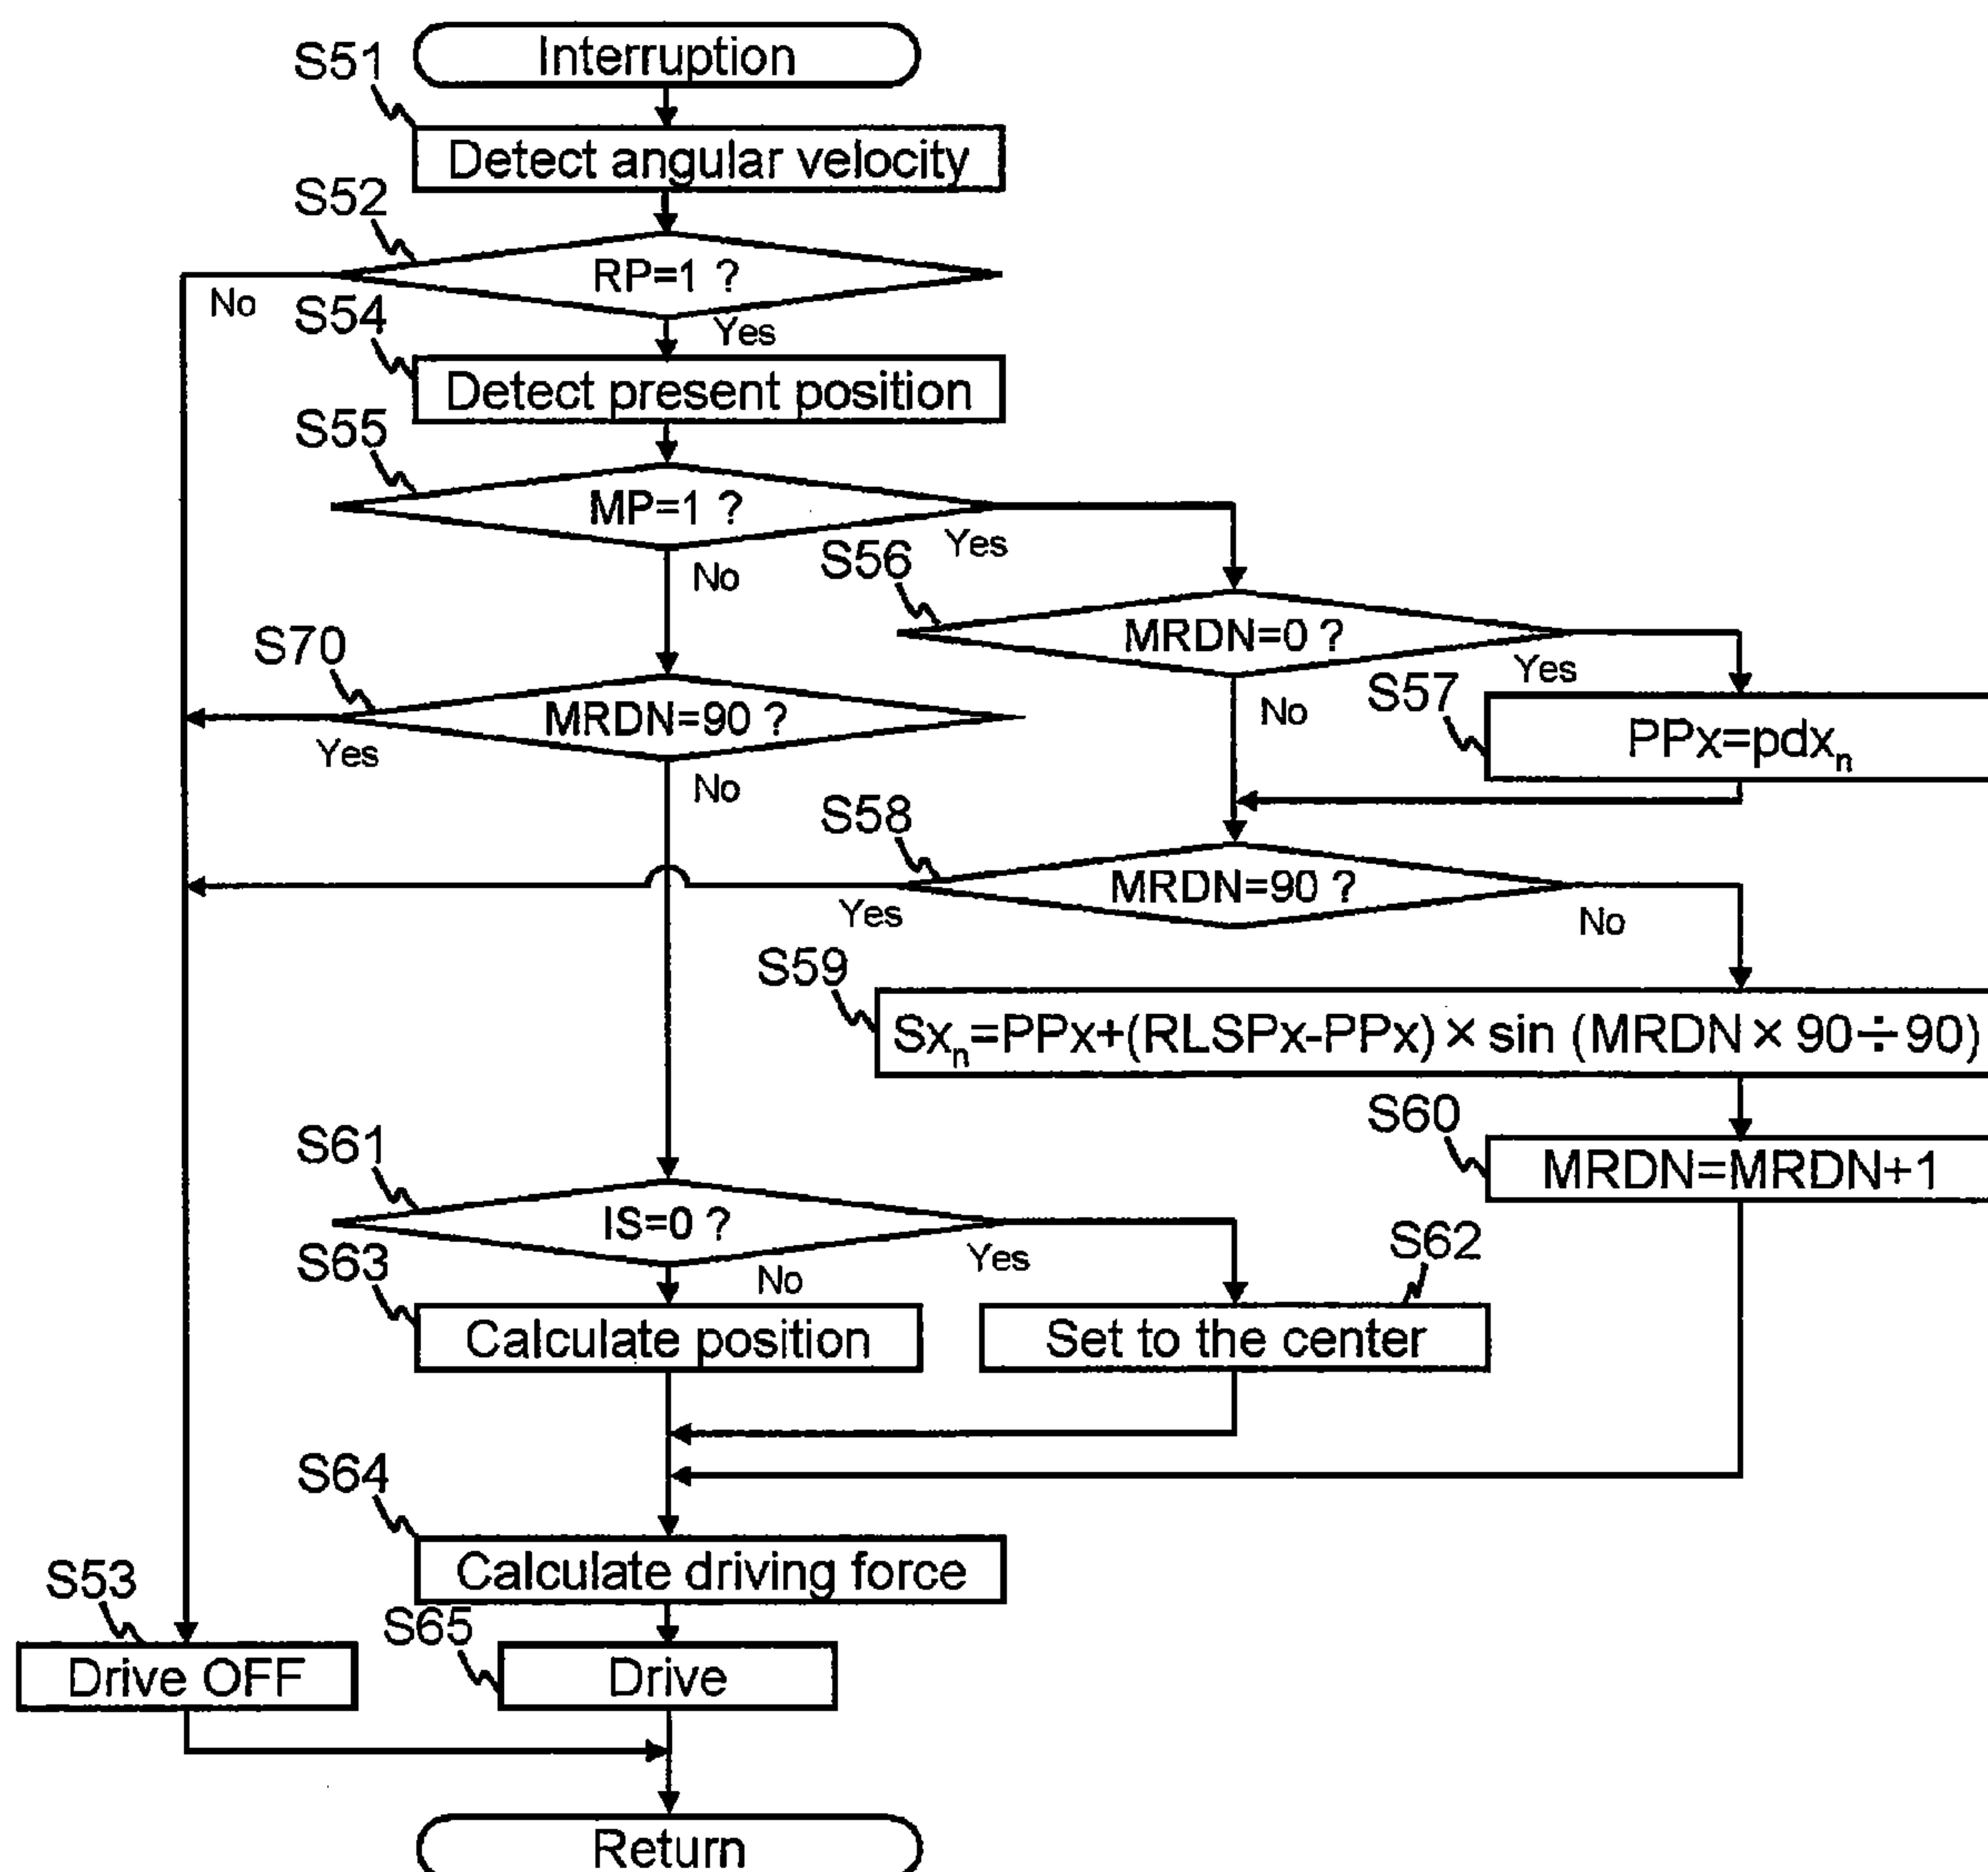 Interruption
S51
Detect angular velocity
S52
RP=1 ?
No
Yes
S54
Detect present position
S55
MP=1 ?
Yes
No
S56
MRDN=0 ?
Yes
No
S57
PPx=pdxn
S70
MRDN=90 ?
Yes
No
S58
MRDN=90 ?
Yes
No
S59
Sxn=PPx+(RLSPx-PPx)×sin (MRDN×90÷90)
S60
MRDN=MRDN+1
S61
IS=0 ?
Yes
No
S62
Set to the center
S63
Calculate position
S64
Calculate driving force
S53
Drive OFF
S65
Drive
Return